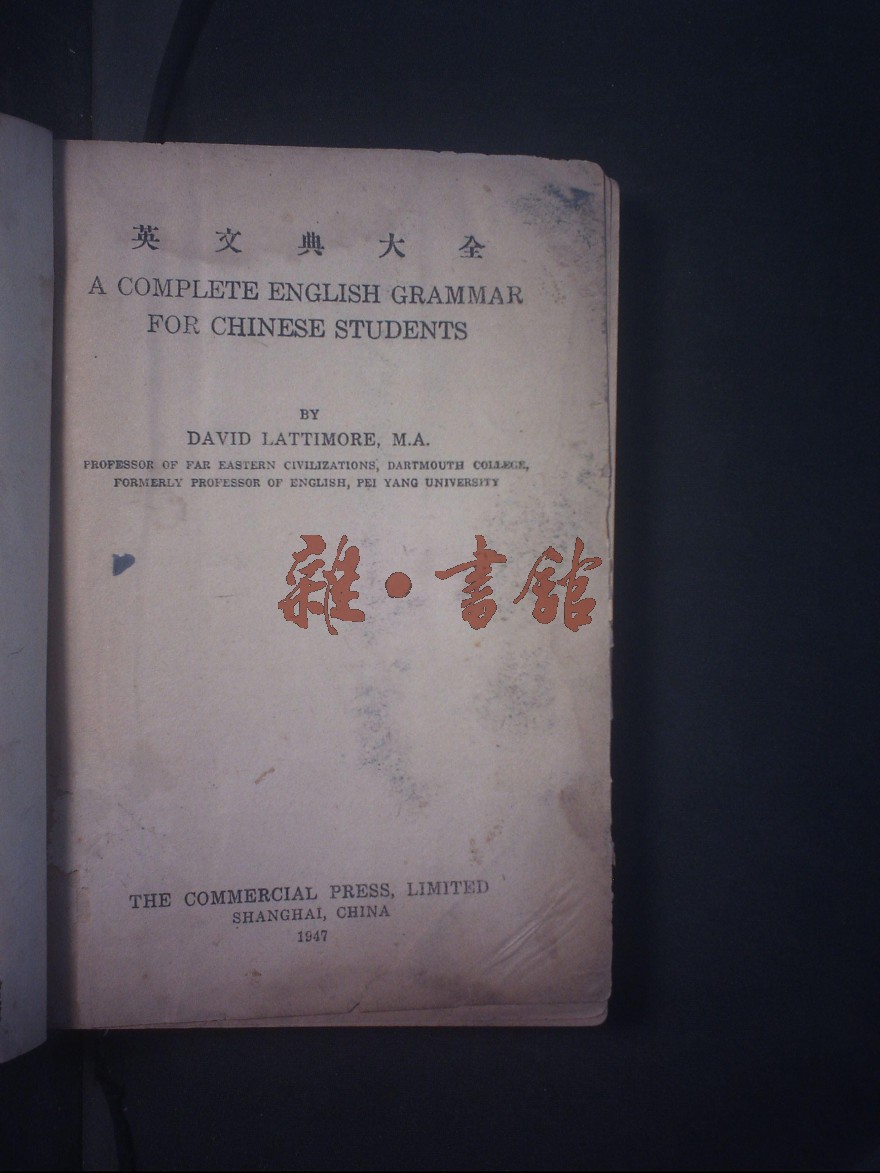 英文典大全
A COMPLETE ENGLISH GRAMMAR
FOR CHINESE STUDENTS
BY
DAVID LATTIMORE, M.A.
PROFESSOR OF FAR EASTERN CIVILIZATIONS, DARTMOUTH COLLEGE,
FORMERLY PROFESSOR OF ENGLISH, PEI YANG UNIVERSITY
雜·書館
THE COMMERCIAL PRESS, LIMITED
SHANGHAI, CHINA
1947